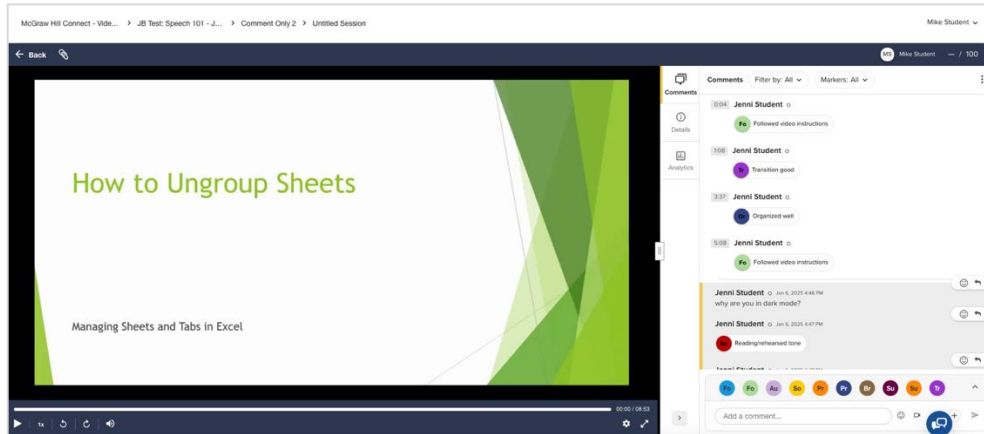 McGraw Hill Connect - Vide... > JB Test: Speech 101 - J... > Comment Only 2 > Untitled Session
Mike Student
Back
MS Mike Student — / 100
How to Ungroup Sheets
Managing Sheets and Tabs in Excel
00:00 / 08:53
1x
Comments
Details
Analytics
Comments Filter by: All Markers: All
0:04 Jenni Student
Fo Followed video instructions
1:08 Jenni Student
Tr Transition good
3:37 Jenni Student
Or Organized well
5:08 Jenni Student
Fo Followed video instructions
Jenni Student Jan 6, 2025 4:46 PM
why are you in dark mode?
Jenni Student Jan 6, 2025 4:47 PM
Reading/rehearsed tone
Fo Fo Au So Pr Pr Br Su Su Tr
Add a comment...